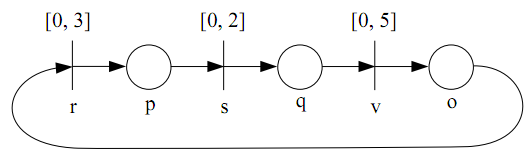 [0, 3] [0, 2] [0, 5]
r p s q v o